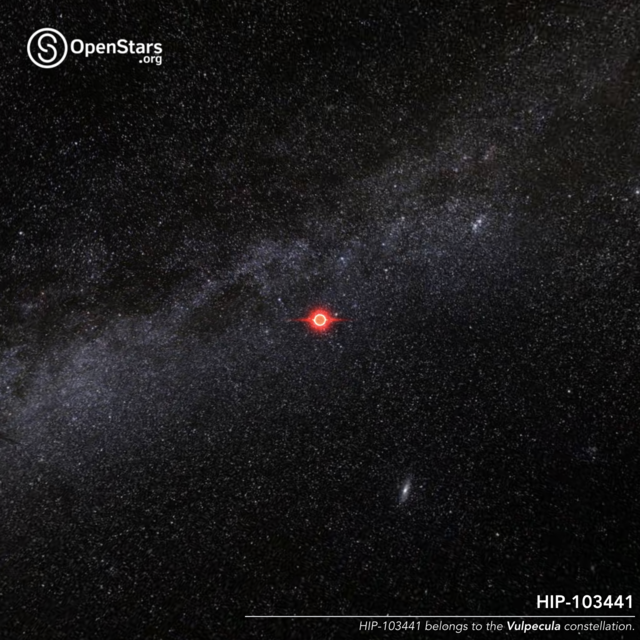 OpenStars
.org
HIP-103441
HIP-103441 belongs to the Vulpecula constellation.